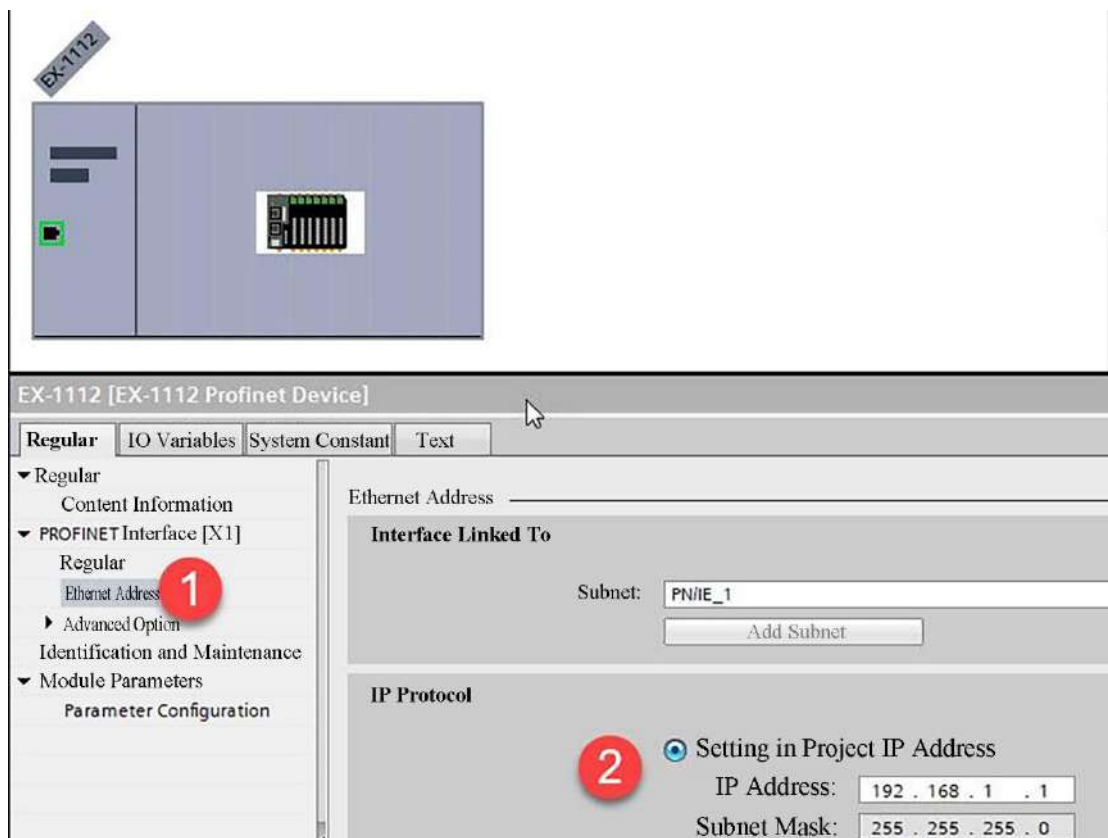 EX-1112
EX-1112 [EX-1112 Profinet Device]
Regular IO Variables System Constant Text
Regular
Content Information
PROFINET Interface [X1]
Regular
Ethernet Address
1
Advanced Option
Identification and Maintenance
Module Parameters
Parameter Configuration
Ethernet Address
Interface Linked To
Subnet: PN/IE_1
Add Subnet
IP Protocol
2
Setting in Project IP Address
IP Address: 192 . 168 . 1 . 1
Subnet Mask: 255 . 255 . 255 . 0